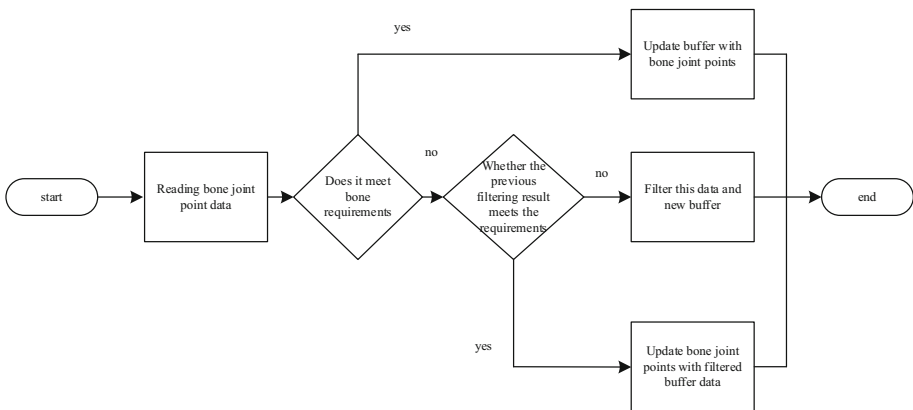 yes
Update buffer with
bone joint points
start
Reading bone joint
point data
Does it meet
bone
requirements
no
Whether the
previous
filtering result
meets the
requirements
no
Filter this data and
new buffer
end
yes
Update bone joint
points with filtered
buffer data